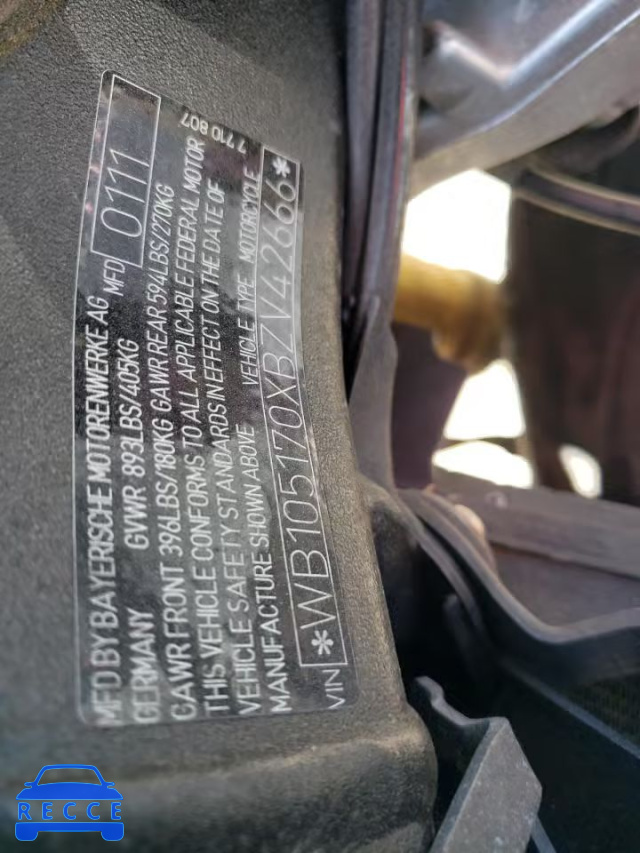 MFD BY BAYERISCHE MOTORENWERKE AG
GERMANY GVWR 893LBS/405KG MFD 0111
GAWR FRONT 396LBS/180KG GAWR REAR 594LBS/270KG
THIS VEHICLE CONFORMS TO ALL APPLICABLE FEDERAL MOTOR
VEHICLE SAFETY STANDARDS IN EFFECT ON THE DATE OF
MANUFACTURE SHOWN ABOVE VEHICLE TYPE MOTORCYCLE
7 710 807
VIN *WB105170XBZV42666*
RECCE